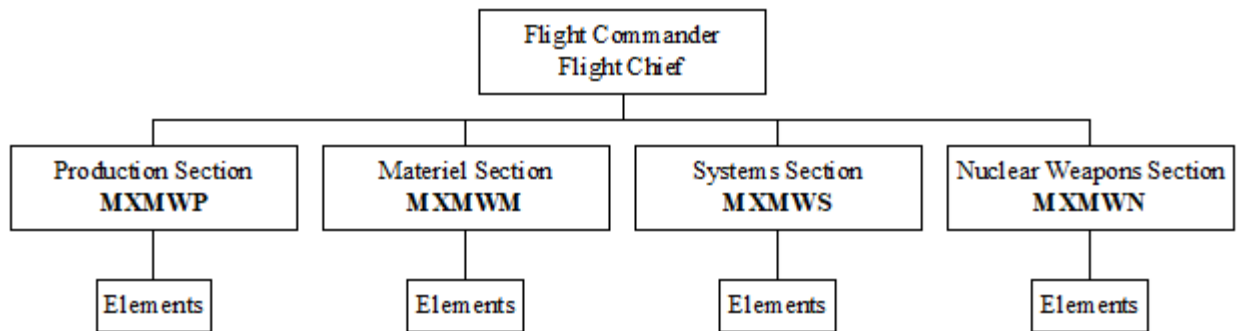 Flight Commander
Flight Chief
Production Section
MXMWP
Materiel Section
MXMWM
Systems Section
MXMWS
Nuclear Weapons Section
MXMWN
Elements
Elements
Elements
Elements